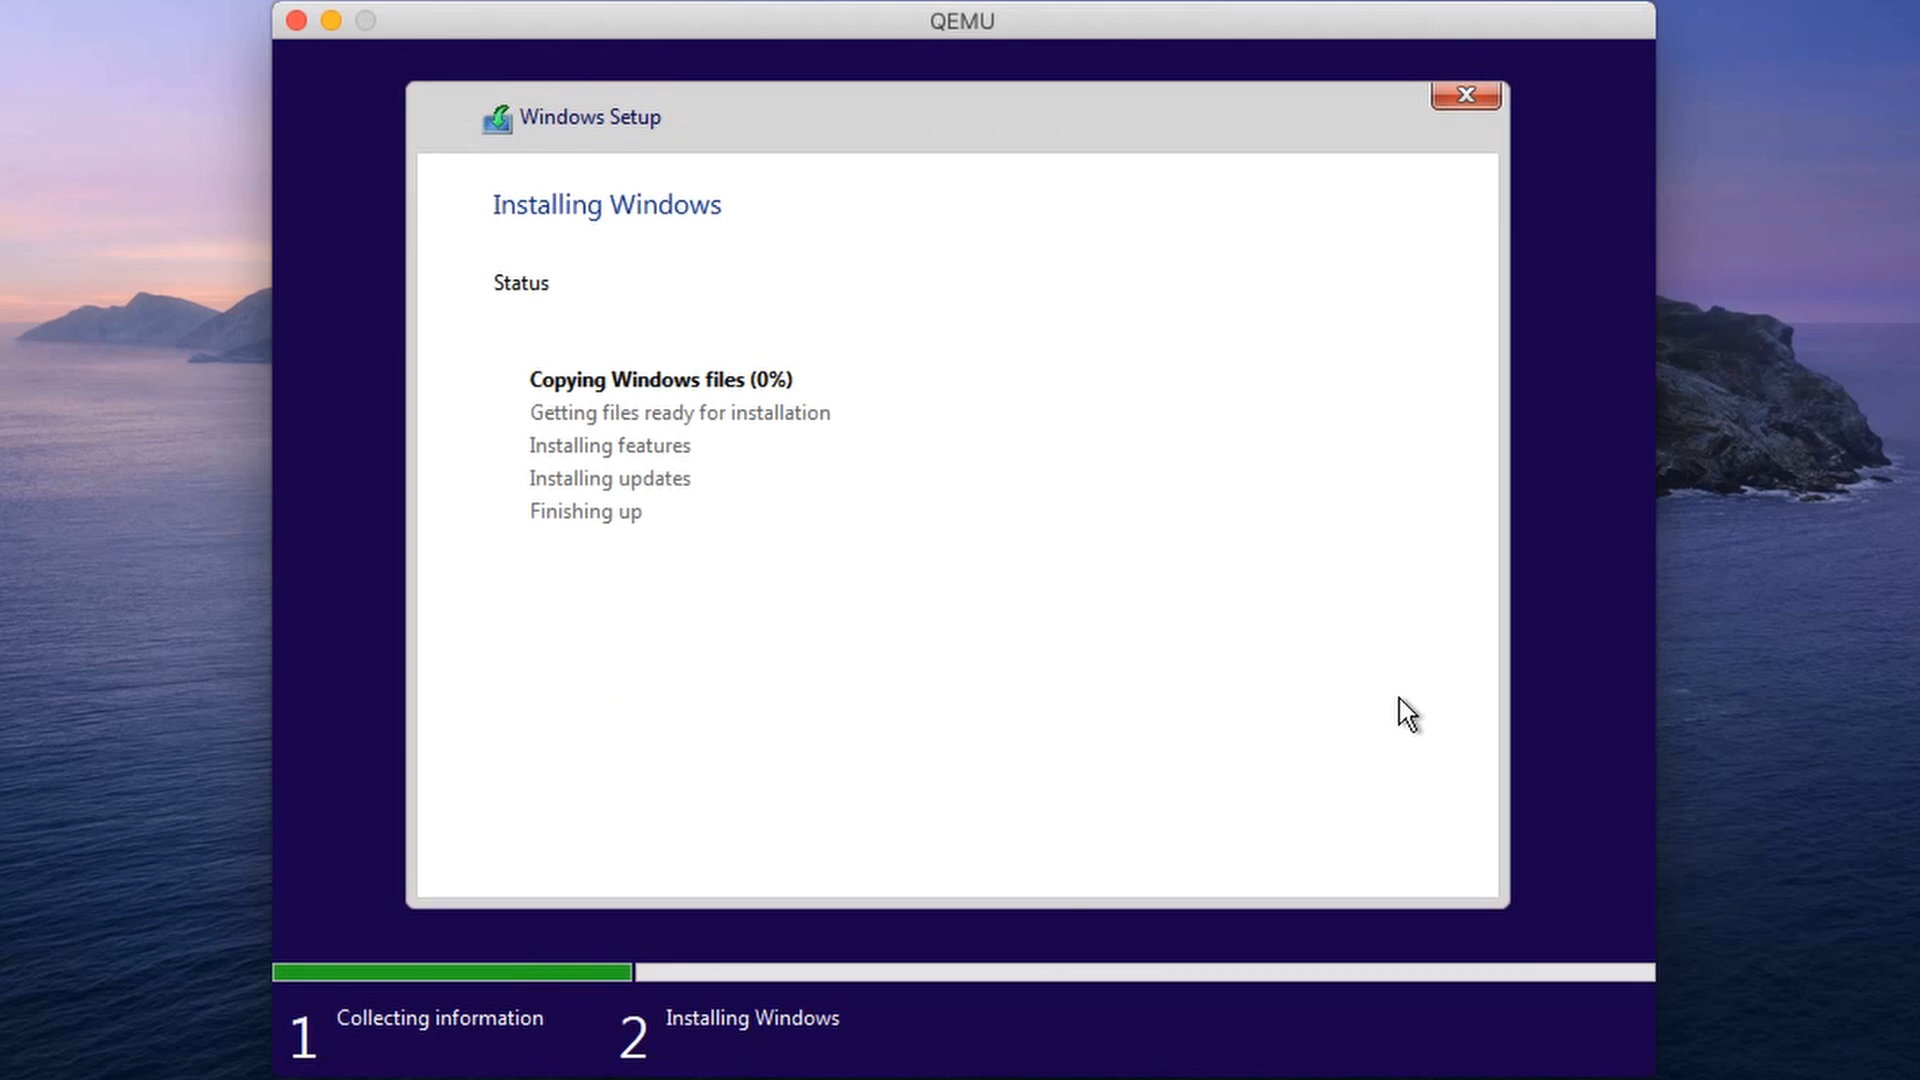 QEMU
Windows Setup
Installing Windows
Status
Copying Windows files (0%)
Getting files ready for installation
Installing features
Installing updates
Finishing up
1 Collecting information 2 Installing Windows